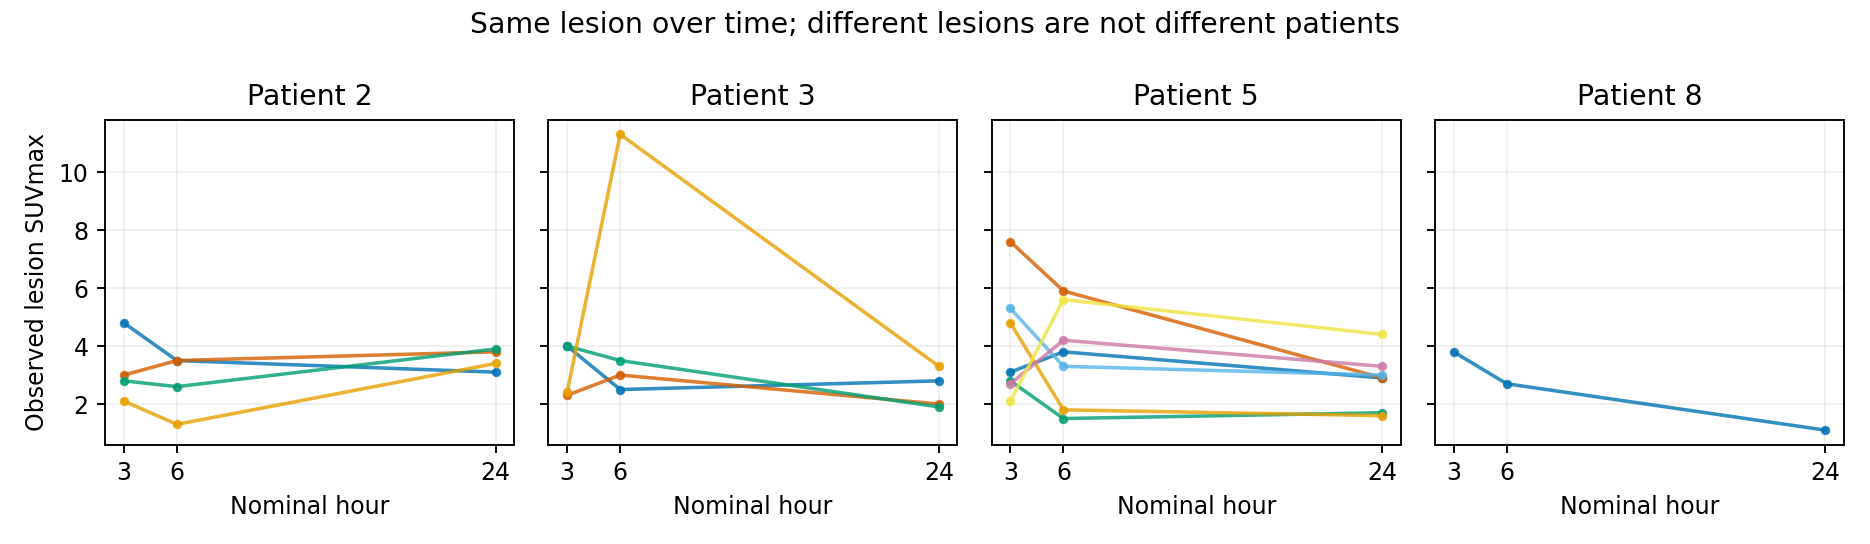 Same lesion over time; different lesions are not different patients
Patient 2
Patient 3
Patient 5
Patient 8
Observed lesion SUVmax
10
8
6
4
2
3 6 24
3 6 24
3 6 24
3 6 24
Nominal hour
Nominal hour
Nominal hour
Nominal hour